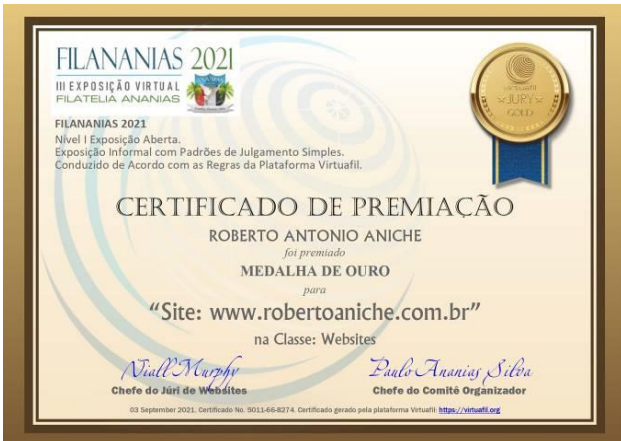 FILANANIAS 2021
III EXPOSIÇÃO VIRTUAL
FILATELIA ANANIAS
virtuafil
JURY
GOLD
FILANANIAS 2021
Nível I Exposição Aberta.
Exposição Informal com Padrões de Julgamento Simples.
Conduzido de Acordo com as Regras da Plataforma Virtuafil.
CERTIFICADO DE PREMIAÇÃO
ROBERTO ANTONIO ANICHE
foi premiado
MEDALHA DE OURO
para
“Site: www.robertoaniche.com.br”
na Classe: Websites
Niall Murphy
Paulo Ananias Silva
Chefe do Júri de Websites
Chefe do Comitê Organizador
03 September 2021. Certificado No. 5011-66-8274. Certificado gerado pela plataforma Virtuafil: https://virtuafil.org